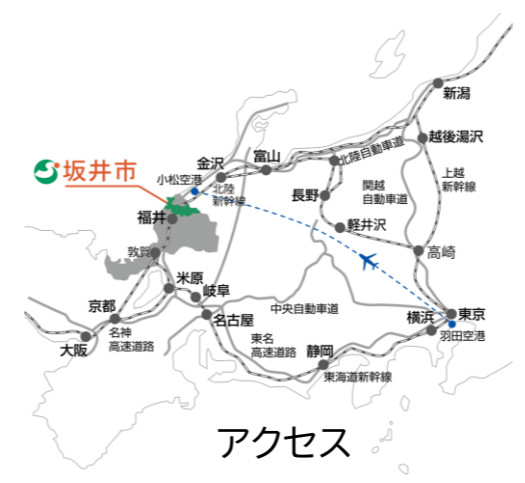 新潟
越後湯沢
北陸自動車道
富山
金沢
小松空港
坂井市
北陸
新幹線
長野
関越
自動車道
上越
新幹線
福井
軽井沢
高崎
敦賀
米原
岐阜
京都
名古屋
中央自動車道
東京
横浜
羽田空港
名神
高速道路
大阪
東名
高速道路
静岡
東海道新幹線
アクセス